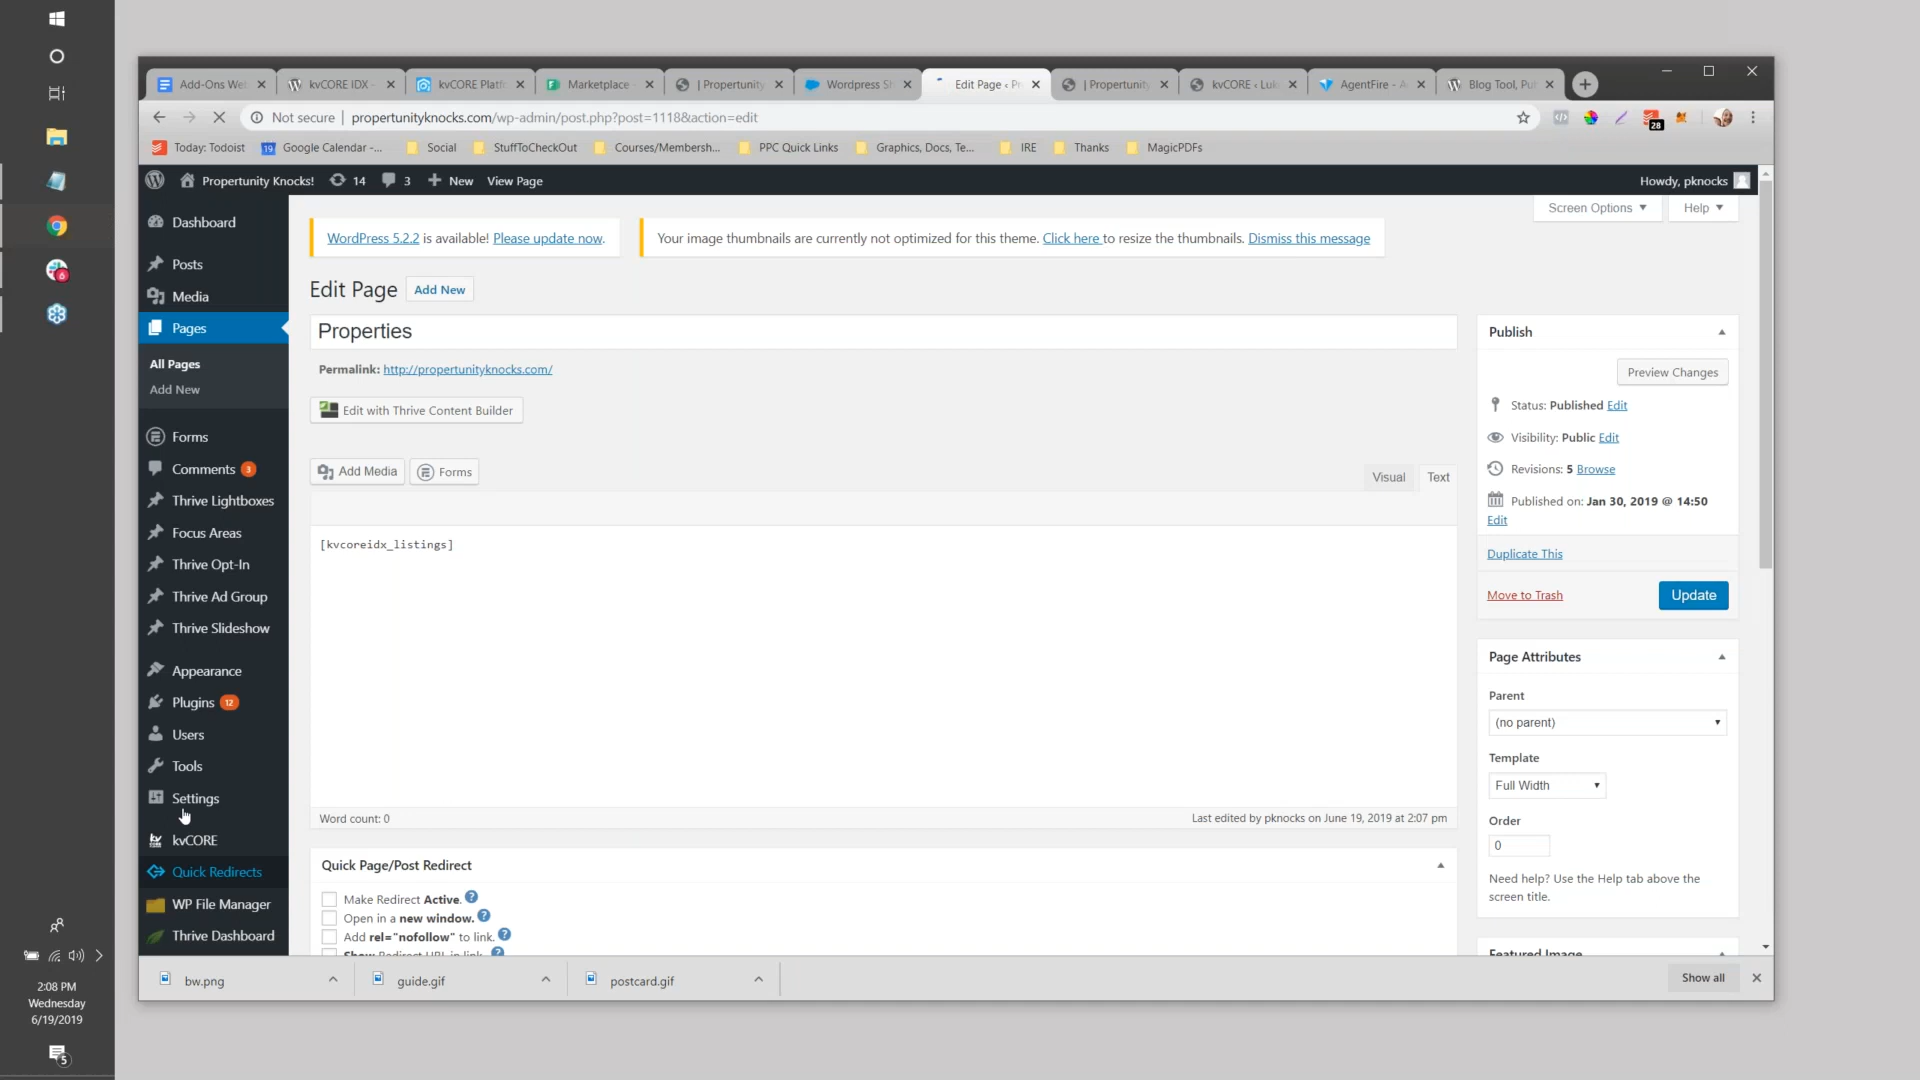 Add-Ons Web
kvCORE IDX -
kvCORE Platf
Marketplace -
| Propertunity
Wordpress Sh
Edit Page ‹ Pr
| Propertunity
kvCORE ‹ Luk
AgentFire - A
Blog Tool, Pu
Not secure | propertunityknocks.com/wp-admin/post.php?post=1118&action=edit
28
Today: Todoist
19 Google Calendar -...
Social
StuffToCheckOut
Courses/Membersh...
PPC Quick Links
Graphics, Docs, Te...
IRE
Thanks
MagicPDFs
Propertunity Knocks!
14
3
New
View Page
Howdy, pknocks
Screen Options
Help
Dashboard
Posts
Media
Pages
All Pages
Add New
Forms
Comments 3
Thrive Lightboxes
Focus Areas
Thrive Opt-In
Thrive Ad Group
Thrive Slideshow
Appearance
Plugins 12
Users
Tools
Settings
kvCORE
Quick Redirects
WP File Manager
Thrive Dashboard
WordPress 5.2.2 is available! Please update now.
Your image thumbnails are currently not optimized for this theme. Click here to resize the thumbnails. Dismiss this message
Edit Page
Add New
Properties
Permalink: http://propertunityknocks.com/
Edit with Thrive Content Builder
Add Media
Forms
Visual
Text
[kvcoreidx_listings]
Word count: 0
Last edited by pknocks on June 19, 2019 at 2:07 pm
Quick Page/Post Redirect
Make Redirect Active.
Open in a new window.
Add rel="nofollow" to link.
Show Redirect URL in link.
Publish
Preview Changes
Status: Published Edit
Visibility: Public Edit
Revisions: 5 Browse
Published on: Jan 30, 2019 @ 14:50
Edit
Duplicate This
Move to Trash
Update
Page Attributes
Parent
(no parent)
Template
Full Width
Order
0
Need help? Use the Help tab above the
screen title.
Featured Image
bw.png
guide.gif
postcard.gif
Show all
6
2:08 PM
Wednesday
6/19/2019
5